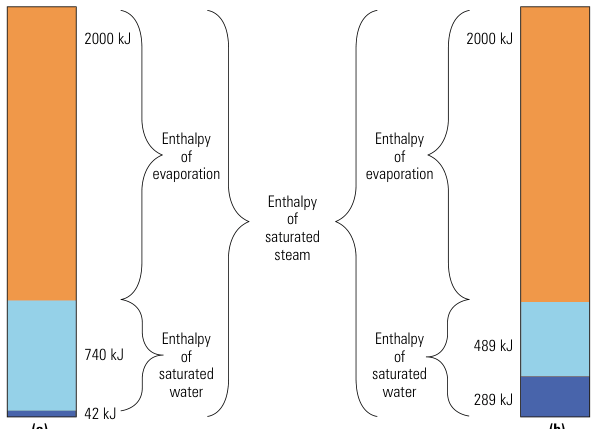 2000 kJ
Enthalpy
of
evaporation
740 kJ
Enthalpy
of
saturated
water
42 kJ
Enthalpy
of
saturated
steam
2000 kJ
Enthalpy
of
evaporation
489 kJ
Enthalpy
of
saturated
water
289 kJ
(a)
(b)